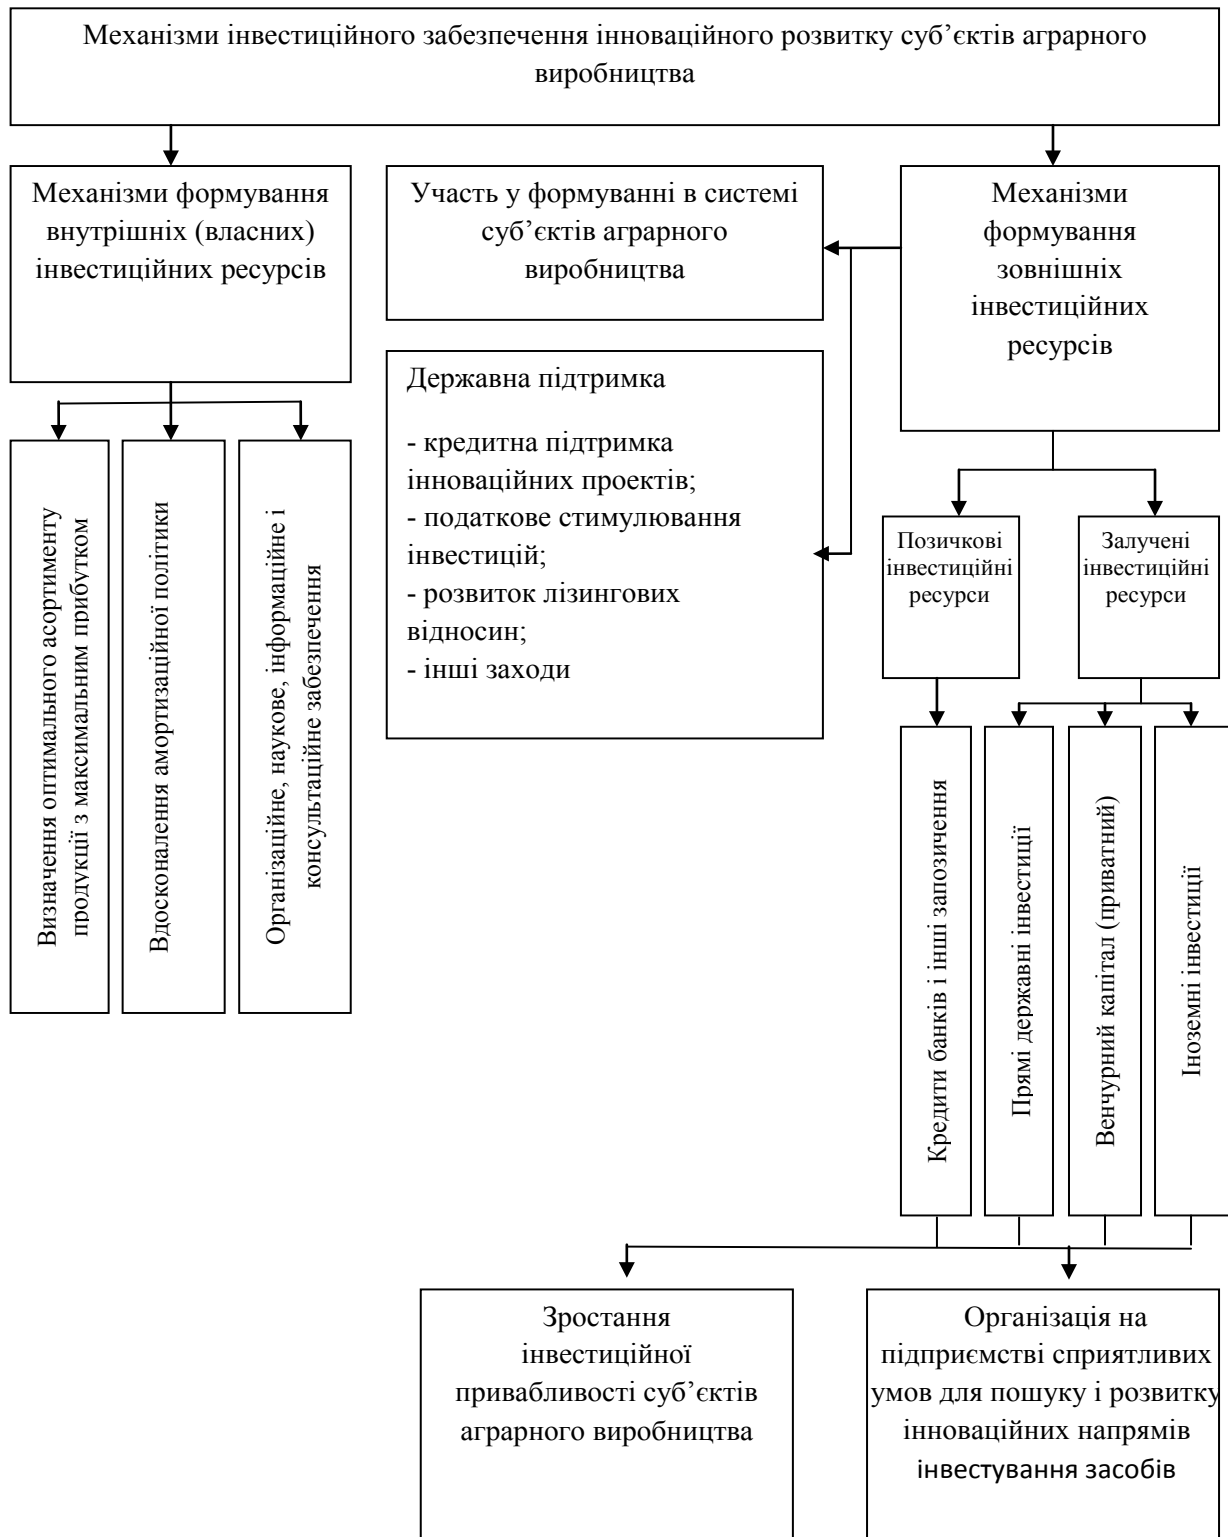 Механізми інвестиційного забезпечення інноваційного розвитку суб’єктів аграрного
виробництва
Механізми формування
внутрішніх (власних)
інвестиційних ресурсів
Участь у формуванні в системі
суб’єктів аграрного
виробництва
Механізми
формування
зовнішніх
інвестиційних
ресурсів
Державна підтримка
- кредитна підтримка
інноваційних проектів;
- податкове стимулювання
інвестицій;
- розвиток лізингових
відносин;
- інші заходи
Позичкові
інвестиційні
ресурси
Залучені
інвестиційні
ресурси
Визначення оптимального асортименту
продукції з максимальним прибутком
Вдосконалення амортизаційної політики
Організаційне, наукове, інформаційне і
консультаційне забезпечення
Кредити банків і інші запозичення
Прямі державні інвестиції
Венчурний капітал (приватний)
Іноземні інвестиції
Зростання
інвестиційної
привабливості суб’єктів
аграрного виробництва
Організація на
підприємстві сприятливих
умов для пошуку і розвитку
інноваційних напрямів
інвестування засобів